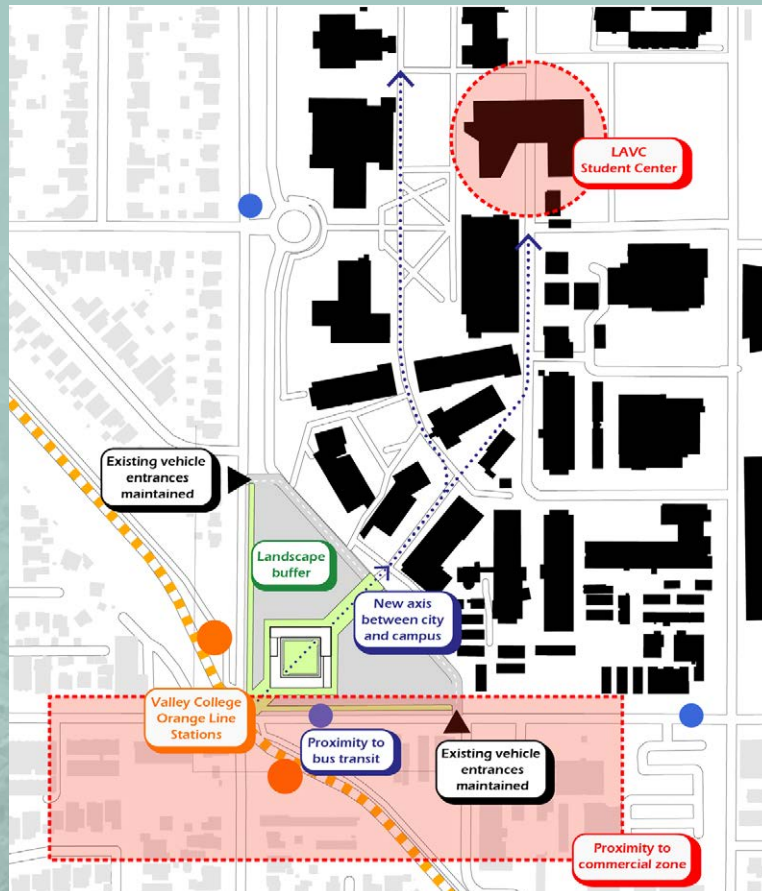 LAVC
Student Center
Existing vehicle
entrances
maintained
Landscape
buffer
New axis
between city
and campus
Valley College
Orange Line
Stations
Proximity to
bus transit
Existing vehicle
entrances
maintained
Proximity to
commercial zone